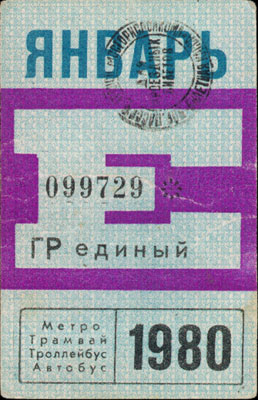 ЯНВАРЬ
Е
099729
ГР единый
Метро
Трамвай
Троллейбус
Автобус
1980